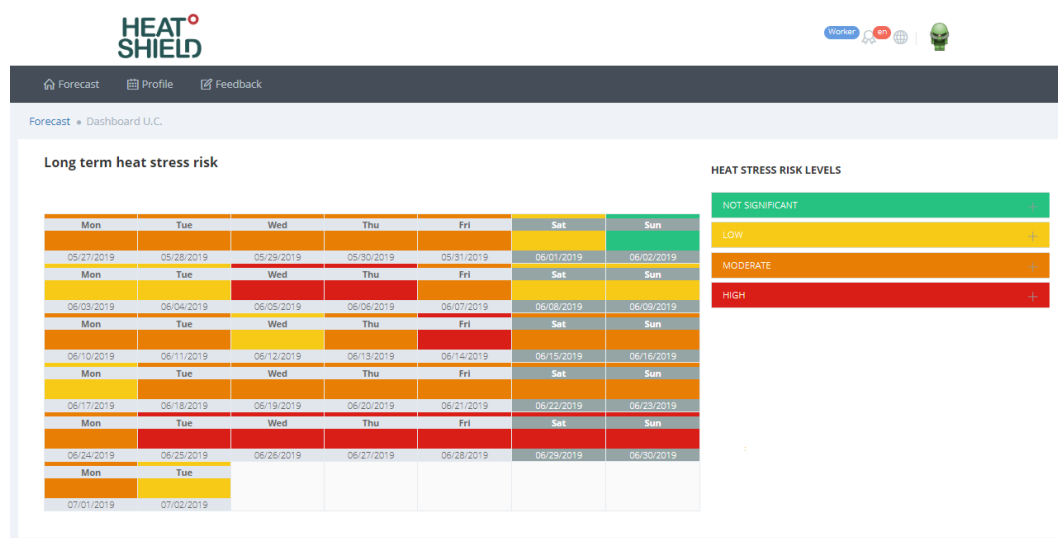 HEAT
SHIELD
Worker en
Forecast Profile Feedback
Forecast • Dashboard U.C.
Long term heat stress risk
HEAT STRESS RISK LEVELS
NOT SIGNIFICANT
LOW
MODERATE
HIGH
Mon Tue Wed Thu Fri Sat Sun
05/27/2019 05/28/2019 05/29/2019 05/30/2019 05/31/2019 06/01/2019 06/02/2019
Mon Tue Wed Thu Fri Sat Sun
06/03/2019 06/04/2019 06/05/2019 06/06/2019 06/07/2019 06/08/2019 06/09/2019
Mon Tue Wed Thu Fri Sat Sun
06/10/2019 06/11/2019 06/12/2019 06/13/2019 06/14/2019 06/15/2019 06/16/2019
Mon Tue Wed Thu Fri Sat Sun
06/17/2019 06/18/2019 06/19/2019 06/20/2019 06/21/2019 06/22/2019 06/23/2019
Mon Tue Wed Thu Fri Sat Sun
06/24/2019 06/25/2019 06/26/2019 06/27/2019 06/28/2019 06/29/2019 06/30/2019
Mon Tue
07/01/2019 07/02/2019